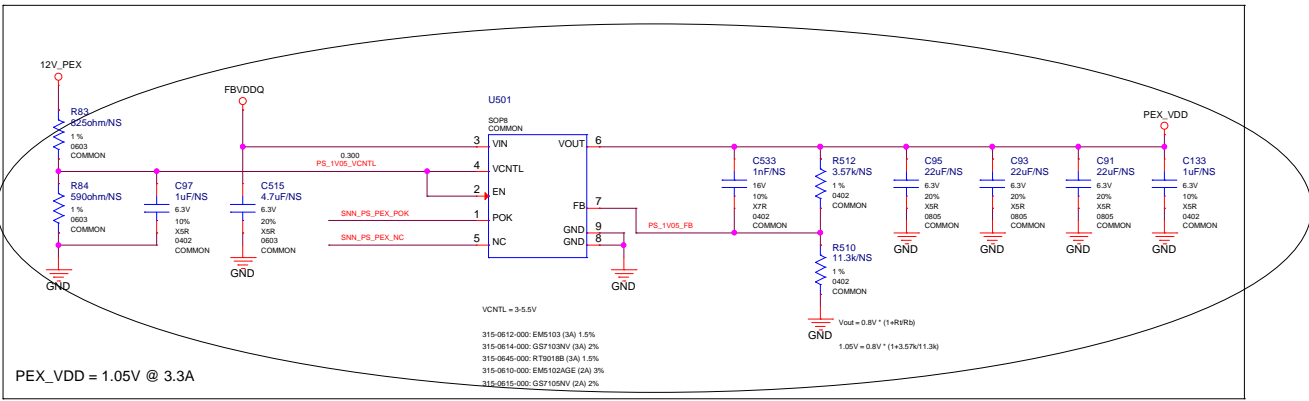 12V_PEX
R83
825ohm/NS
1 %
0603
COMMON
R84
590ohm/NS
1 %
0603
COMMON
GND
C97
1uF/NS
6.3V
10%
X5R
0402
COMMON
FBVDDQ
C515
4.7uF/NS
6.3V
20%
X5R
0603
COMMON
GND
0.300
PS_1V05_VCNTL
SNN_PS_PEX_POK
SNN_PS_PEX_NC
U501
SOP8
COMMON
3 VIN VOUT 6
4 VCNTL
2 EN
1 POK FB 7
5 NC GND 9
GND 8
GND
PS_1V05_FB
C533
1nF/NS
16V
10%
X7R
0402
COMMON
R512
3.57k/NS
1 %
0402
COMMON
R510
11.3k/NS
1 %
0402
COMMON
GND
C95
22uF/NS
6.3V
20%
X5R
0805
COMMON
GND
C93
22uF/NS
6.3V
20%
X5R
0805
COMMON
GND
C91
22uF/NS
6.3V
20%
X5R
0805
COMMON
GND
PEX_VDD
C133
1uF/NS
6.3V
10%
X5R
0402
COMMON
GND
VCNTL = 3-5.5V
315-0612-000: EM5103 (3A) 1.5%
315-0614-000: GS7103NV (3A) 2%
315-0645-000: RT9018B (3A) 1.5%
315-0610-000: EM5102AGE (2A) 3%
315-0615-000: GS7105NV (2A) 2%
Vout = 0.8V * (1+Rt/Rb)
1.05V = 0.8V * (1+3.57k/11.3k)
PEX_VDD = 1.05V @ 3.3A